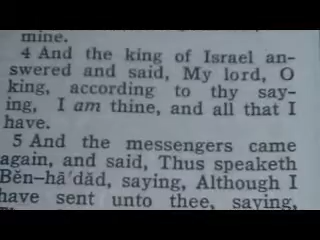 mine.
4 And the king of Israel an-
swered and said, My lord, O
king, according to thy say-
ing, I am thine, and all that I
have.
5 And the messengers came
again, and said, Thus speaketh
Bĕn–hā´dăd, saying, Although I
have sent unto thee, saying,